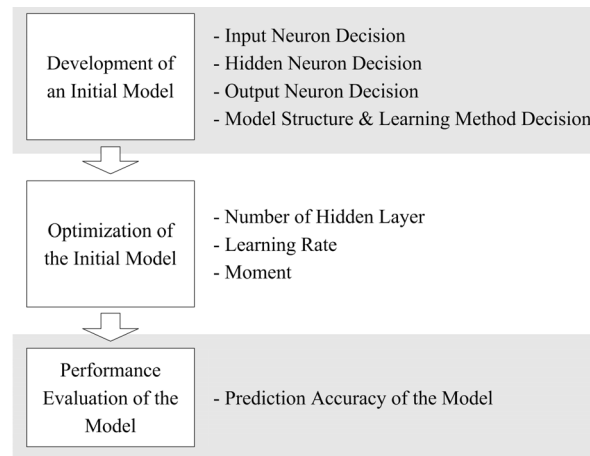 Development of
an Initial Model
- Input Neuron Decision
- Hidden Neuron Decision
- Output Neuron Decision
- Model Structure & Learning Method Decision
Optimization of
the Initial Model
- Number of Hidden Layer
- Learning Rate
- Moment
Performance
Evaluation of the
Model
- Prediction Accuracy of the Model